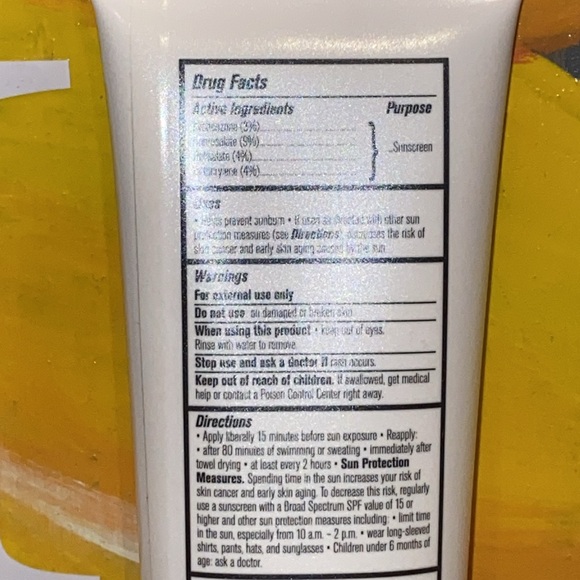 Drug Facts
Active Ingredients Purpose
(3%)
(9%)
(4%) Sunscreen
(4%)
Uses
• Helps prevent sunburn • If used as directed with other sun
protection measures (see Directions), decreases the risk of
skin cancer and early skin aging caused by the sun
Warnings
For external use only
Do not use on damaged or broken skin
When using this product • keep out of eyes.
Rinse with water to remove.
Stop use and ask a doctor if rash occurs.
Keep out of reach of children. If swallowed, get medical
help or contact a Poison Control Center right away.
Directions
• Apply liberally 15 minutes before sun exposure • Reapply:
• after 80 minutes of swimming or sweating • immediately after
towel drying • at least every 2 hours • Sun Protection
Measures. Spending time in the sun increases your risk of
skin cancer and early skin aging. To decrease this risk, regularly
use a sunscreen with a Broad Spectrum SPF value of 15 or
higher and other sun protection measures including: • limit time
in the sun, especially from 10 a.m. - 2 p.m. • wear long-sleeved
shirts, pants, hats, and sunglasses • Children under 6 months of
age: ask a doctor.